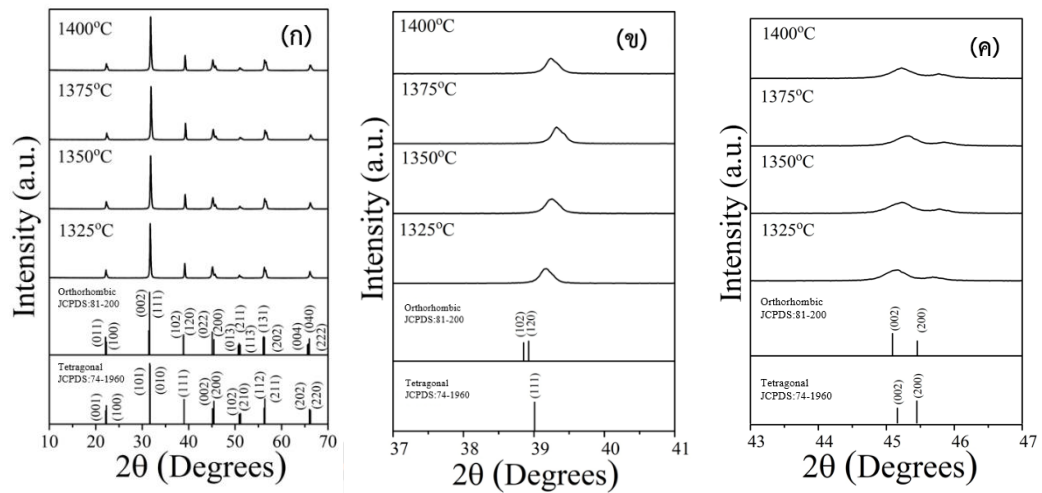 (ก)
1400°C
1375°C
1350°C
1325°C
Orthorhombic
JCPDS:81-200
(011)
(100)
(002)
(111)
(102)
(120)
(022)
(200)
(013)
(211)
(113)
(131)
(202)
(004)
(040)
(222)
Tetragonal
JCPDS:74-1960
(001)
(100)
(101)
(010)
(111)
(002)
(200)
(102)
(210)
(112)
(211)
(202)
(220)
10 20 30 40 50 60 70
2θ (Degrees)
Intensity (a.u.)
(ข)
1400°C
1375°C
1350°C
1325°C
Orthorhombic
JCPDS:81-200
(102)
(120)
Tetragonal
JCPDS:74-1960
(111)
37 38 39 40 41
2θ (Degrees)
Intensity (a.u.)
(ค)
1400°C
1375°C
1350°C
1325°C
Orthorhombic
JCPDS:81-200
(002)
(200)
Tetragonal
JCPDS:74-1960
(002)
(200)
43 44 45 46 47
2θ (Degrees)
Intensity (a.u.)